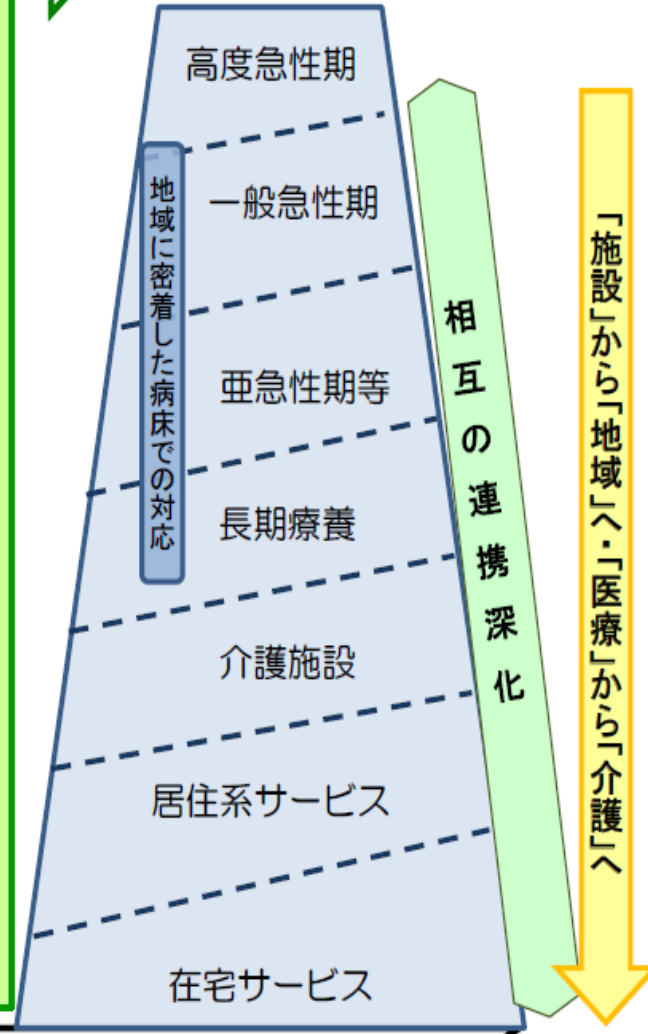 高度急性期
一般急性期
亜急性期等
長期療養
介護施設
居住系サービス
在宅サービス
地域に密着した病床での対応
相互の連携深化
「施設」から「地域」へ・「医療」から「介護」へ